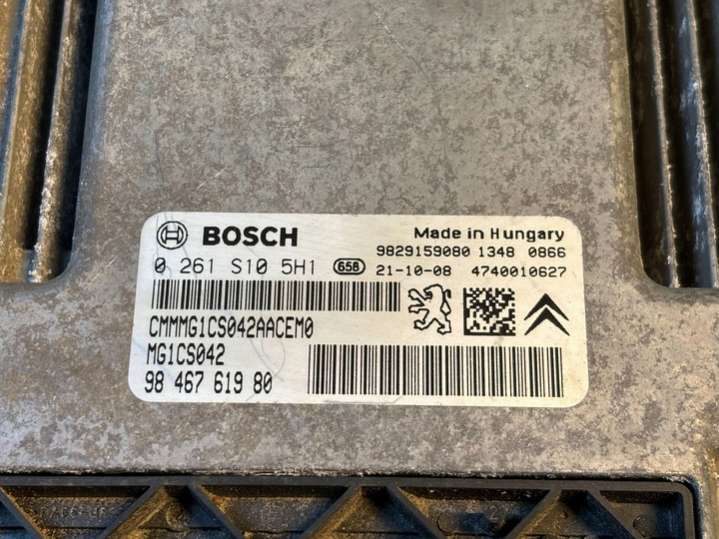 BOSCH
Made in Hungary
9829159080 1348 0866
0 261 S10 5H1 658 21-10-08 4740010627
CMMMG1CS042AACEM0
MG1CS042
98 467 619 80